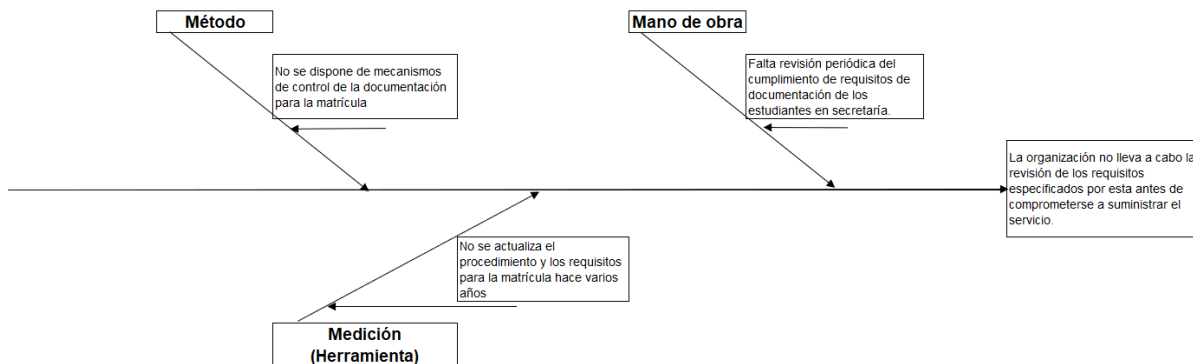 Método
Mano de obra
No se dispone de mecanismos
de control de la documentación
para la matrícula
Falta revisión periódica del
cumplimiento de requisitos de
documentación de los
estudiantes en secretaría.
La organización no lleva a cabo la
revisión de los requisitos
especificados por esta antes de
comprometerse a suministrar el
servicio.
No se actualiza el
procedimiento y los requisitos
para la matrícula hace varios
años
Medición
(Herramienta)